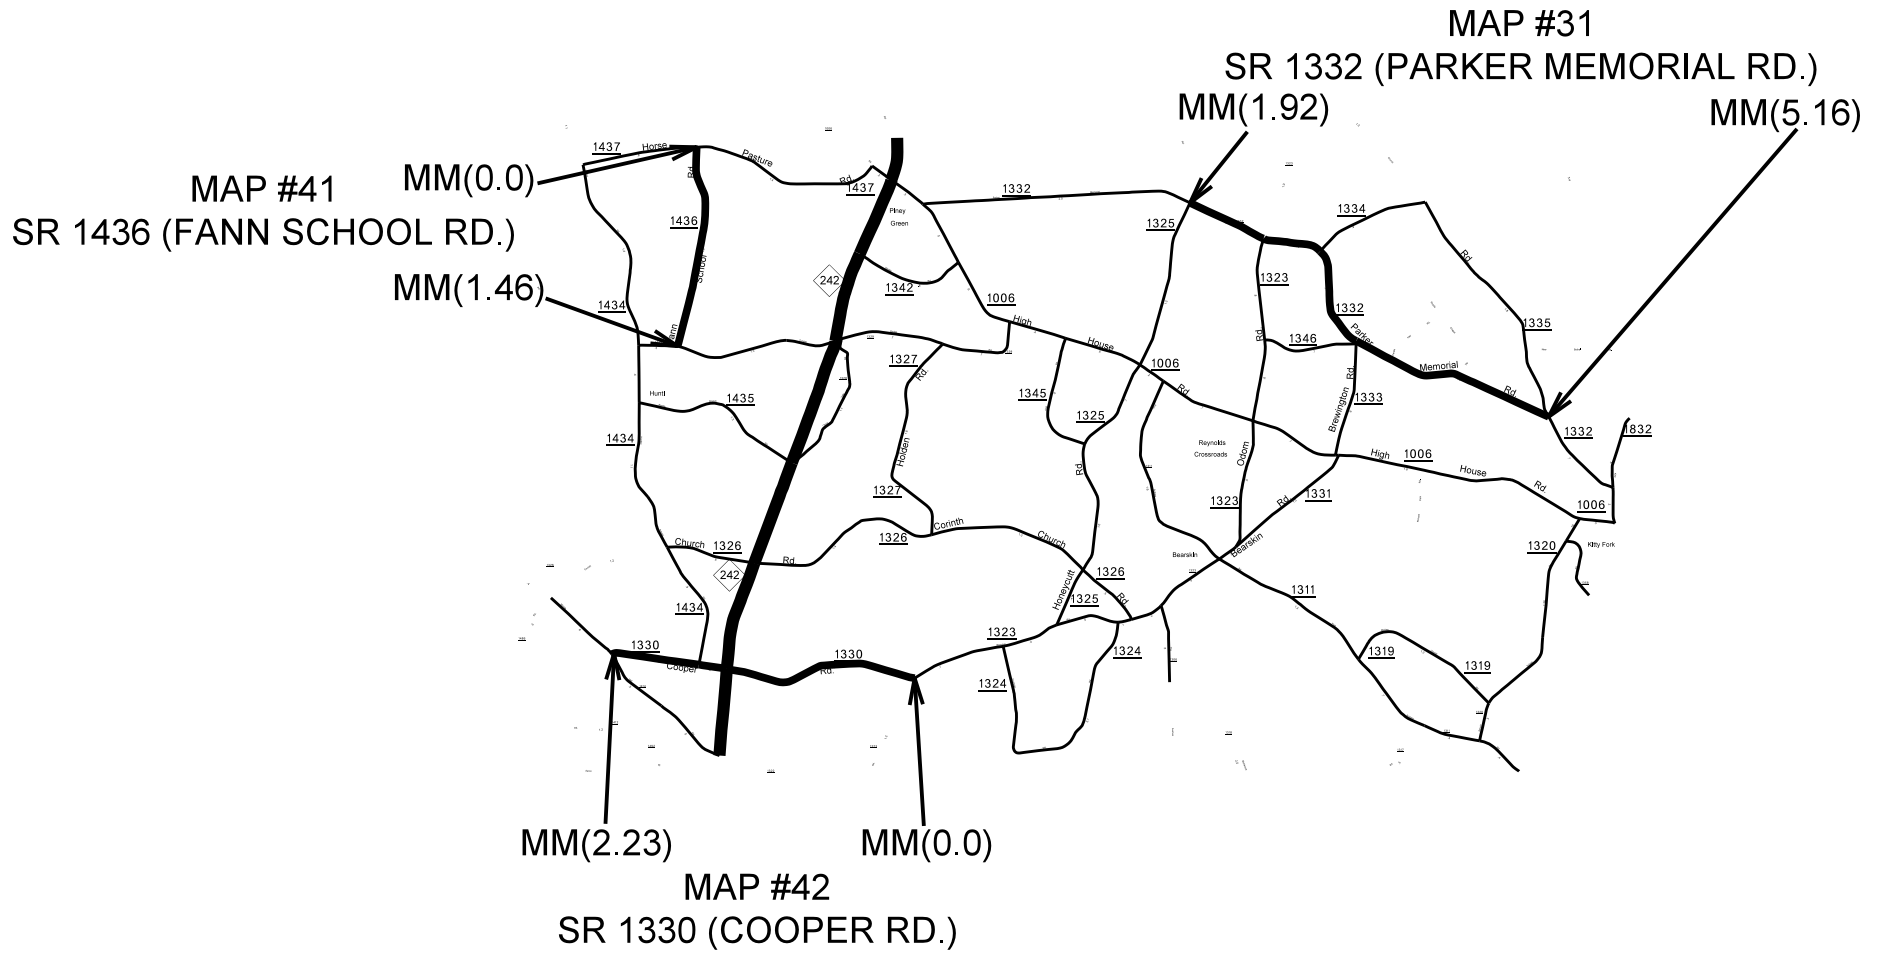 MAP #31
SR 1332 (PARKER MEMORIAL RD.)
MM(1.92)
MM(5.16)
MAP #41
SR 1436 (FANN SCHOOL RD.)
MM(0.0)
MM(1.46)
1437
Horse
Pasture
Rd.
1437
Rd.
1436
School
Fann
1434
242
Piney
Green
1342
1332
1325
1334
Rd.
1323
1332
Parker
1335
1006
High
House
1006
Rd.
1346
Rd.
Memorial
Rd.
1327
Rd.
1345
1325
Brewington
Rd.
1333
1332
1832
Huntl
1435
1434
Holden
Reynolds
Crossroads
Odom
High
1006
House
Rd.
Rd.
1327
1323
Rd.
1331
1006
Corinth
Church
1326
Church
1326
Rd.
Bearskin
Bearskin
1320
Kitty Fork
242
1326
Rd.
Honeycutt
1325
1311
1434
1323
1330
Cooper
1330
Rd.
1324
1324
1319
1319
MM(2.23)
MM(0.0)
MAP #42
SR 1330 (COOPER RD.)